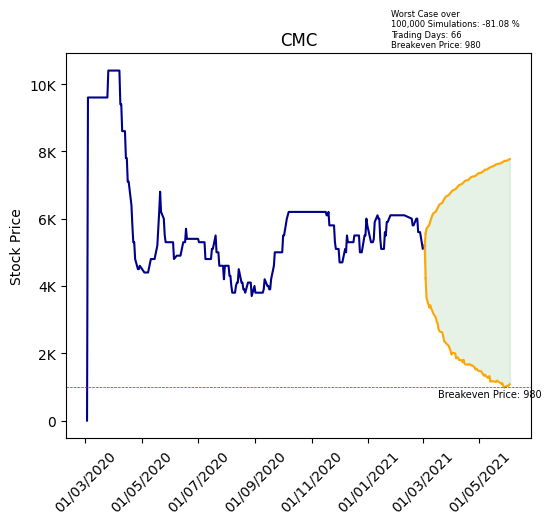 Worst Case over
100,000 Simulations: -81.08 %
Trading Days: 66
Breakeven Price: 980
CMC
Stock Price
10K
8K
6K
4K
2K
0
Breakeven Price: 980
01/03/2020
01/05/2020
01/07/2020
01/09/2020
01/11/2020
01/01/2021
01/03/2021
01/05/2021